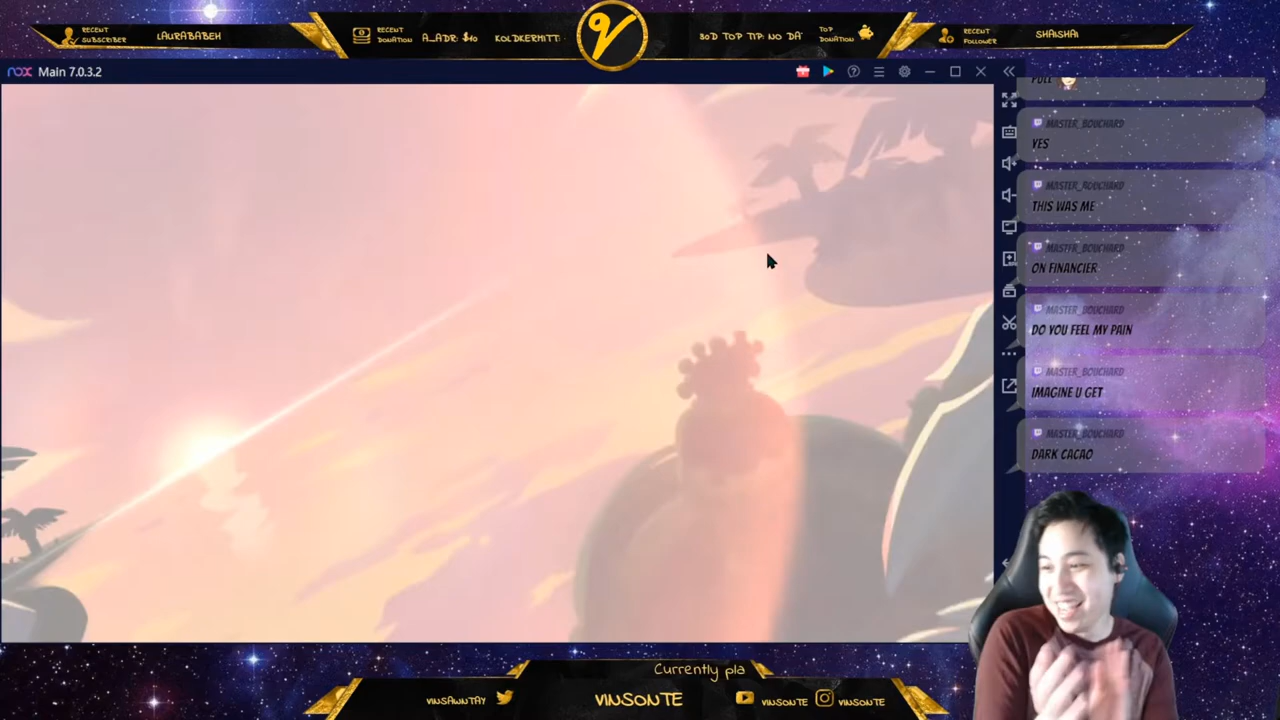 RECENT
SUBSCRIBER
LAURABABEH
RECENT
DONATION
A_ADR: $40
KOLDKERMITT:
V
30D TOP TIP: NO DA
TOP
DONATION
RECENT
FOLLOWER
SHAISHAI
nox Main 7.0.3.2
PULL
MASTER_BOUCHARD
YES
MASTER_BOUCHARD
THIS WAS ME
MASTER_BOUCHARD
ON FINANCIER
MASTER_BOUCHARD
DO YOU FEEL MY PAIN
MASTER_BOUCHARD
IMAGINE U GET
MASTER_BOUCHARD
DARK CACAO
Currently pla
VINSAWNTAY
VINSONTE
VINSONTE
VINSONTE